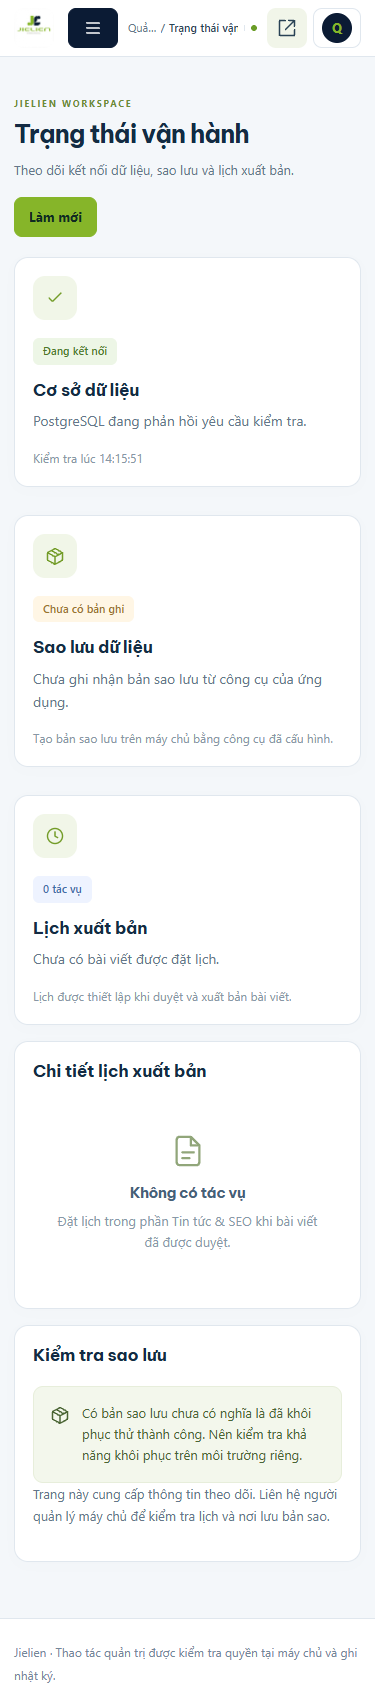 JC
JIELIEN
Quả... / Trạng thái vận
Q
JIELIEN WORKSPACE
Trạng thái vận hành
Theo dõi kết nối dữ liệu, sao lưu và lịch xuất bản.
Làm mới
Đang kết nối
Cơ sở dữ liệu
PostgreSQL đang phản hồi yêu cầu kiểm tra.
Kiểm tra lúc 14:15:51
Chưa có bản ghi
Sao lưu dữ liệu
Chưa ghi nhận bản sao lưu từ công cụ của ứng
dụng.
Tạo bản sao lưu trên máy chủ bằng công cụ đã cấu hình.
0 tác vụ
Lịch xuất bản
Chưa có bài viết được đặt lịch.
Lịch được thiết lập khi duyệt và xuất bản bài viết.
Chi tiết lịch xuất bản
Không có tác vụ
Đặt lịch trong phần Tin tức & SEO khi bài viết
đã được duyệt.
Kiểm tra sao lưu
Có bản sao lưu chưa có nghĩa là đã khôi
phục thử thành công. Nên kiểm tra khả
năng khôi phục trên môi trường riêng.
Trang này cung cấp thông tin theo dõi. Liên hệ người
quản lý máy chủ để kiểm tra lịch và nơi lưu bản sao.
Jielien · Thao tác quản trị được kiểm tra quyền tại máy chủ và ghi
nhật ký.